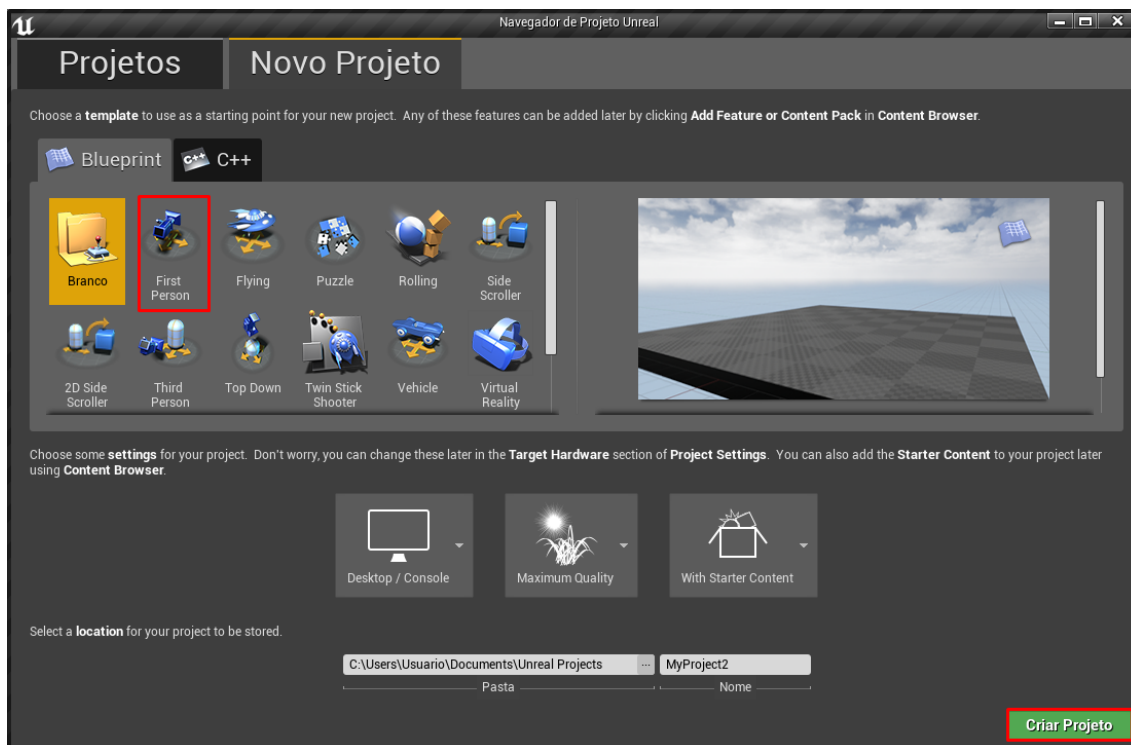 Navegador de Projeto Unreal
Projetos
Novo Projeto
Choose a template to use as a starting point for your new project. Any of these features can be added later by clicking Add Feature or Content Pack in Content Browser.
Blueprint
C++
C++
Branco
First
Person
Flying
Puzzle
Rolling
Side
Scroller
2D Side
Scroller
Third
Person
Top Down
Twin Stick
Shooter
Vehicle
Virtual
Reality
Choose some settings for your project. Don't worry, you can change these later in the Target Hardware section of Project Settings. You can also add the Starter Content to your project later
using Content Browser.
Desktop / Console
Maximum Quality
With Starter Content
Select a location for your project to be stored.
C:\Users\Usuario\Documents\Unreal Projects
...
MyProject2
Pasta
Nome
Criar Projeto